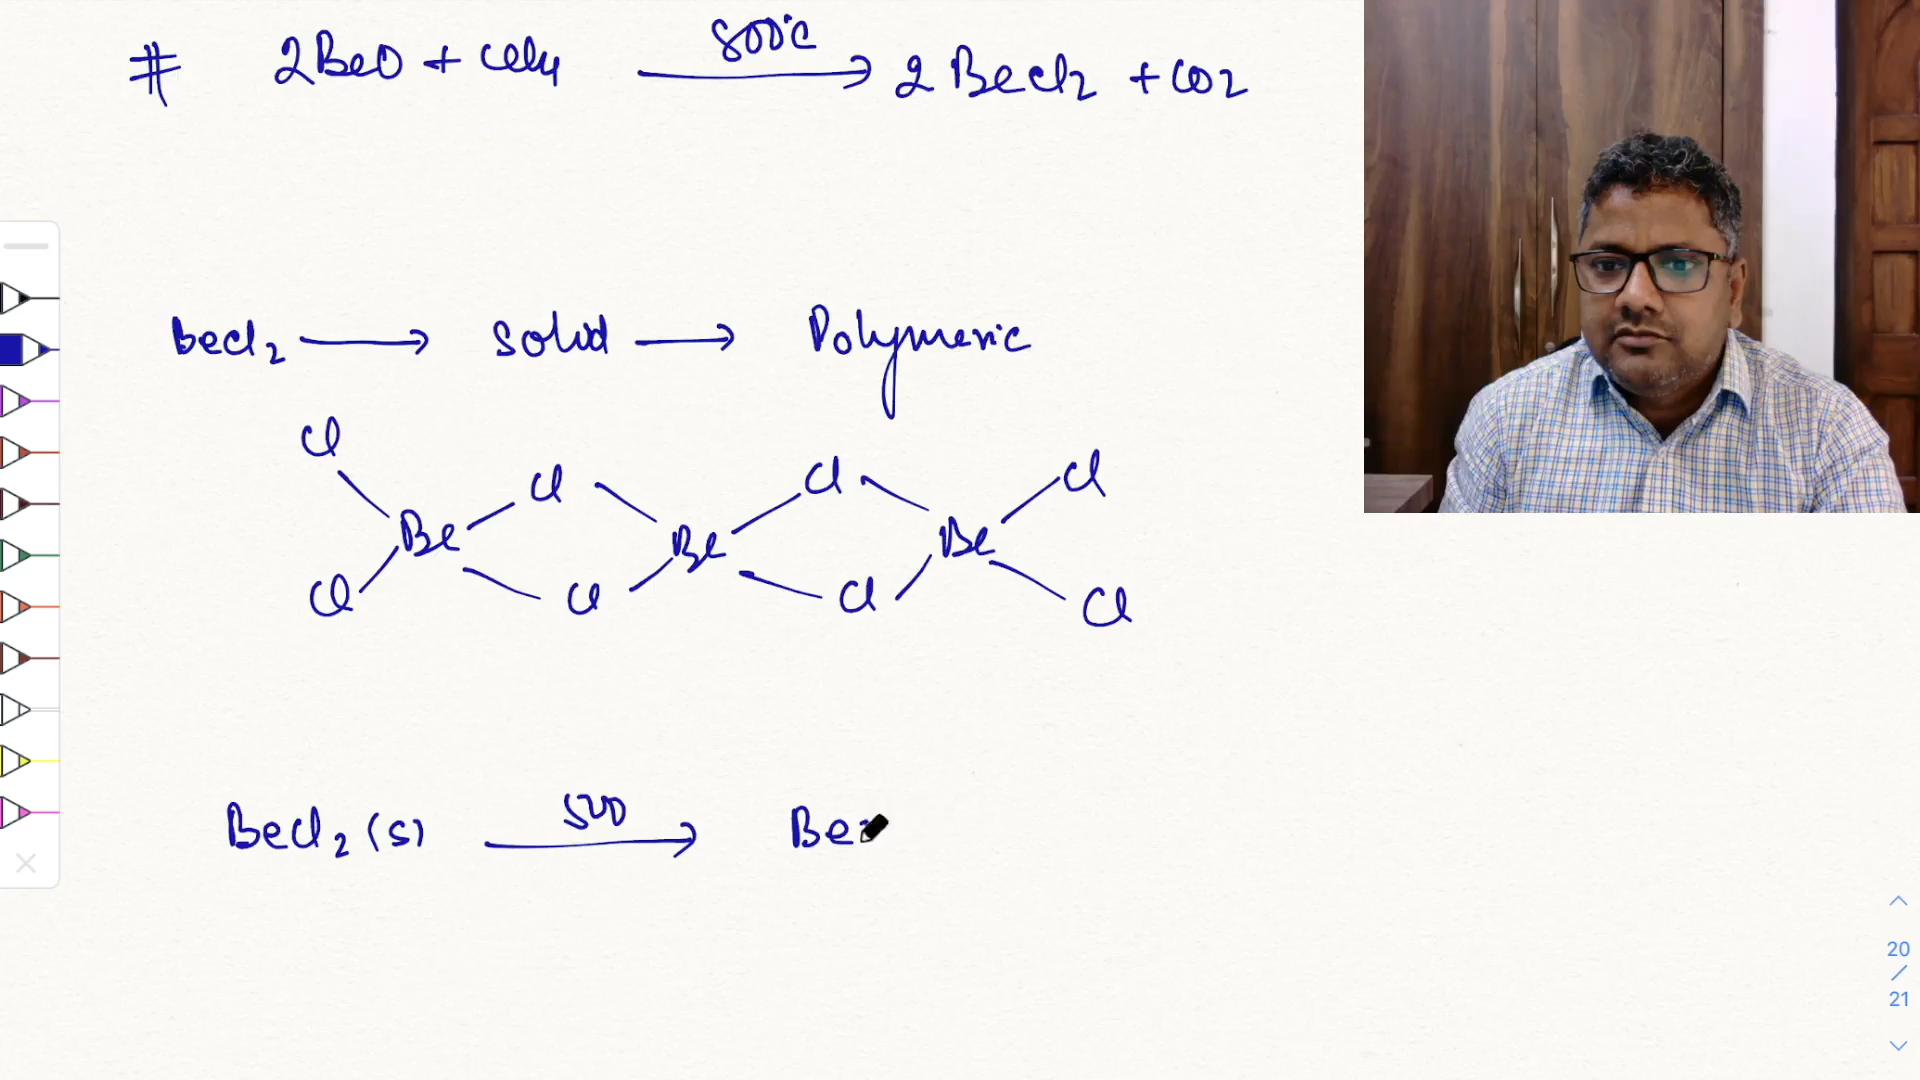 800°C
# 2BeO + CCl4 → 2BeCl2 + CO2
BeCl2 → Solid → Polymeric
Cl Cl Cl Cl
Be Be Be
Cl Cl Cl Cl
500
BeCl2(s) → Be
20
/
21